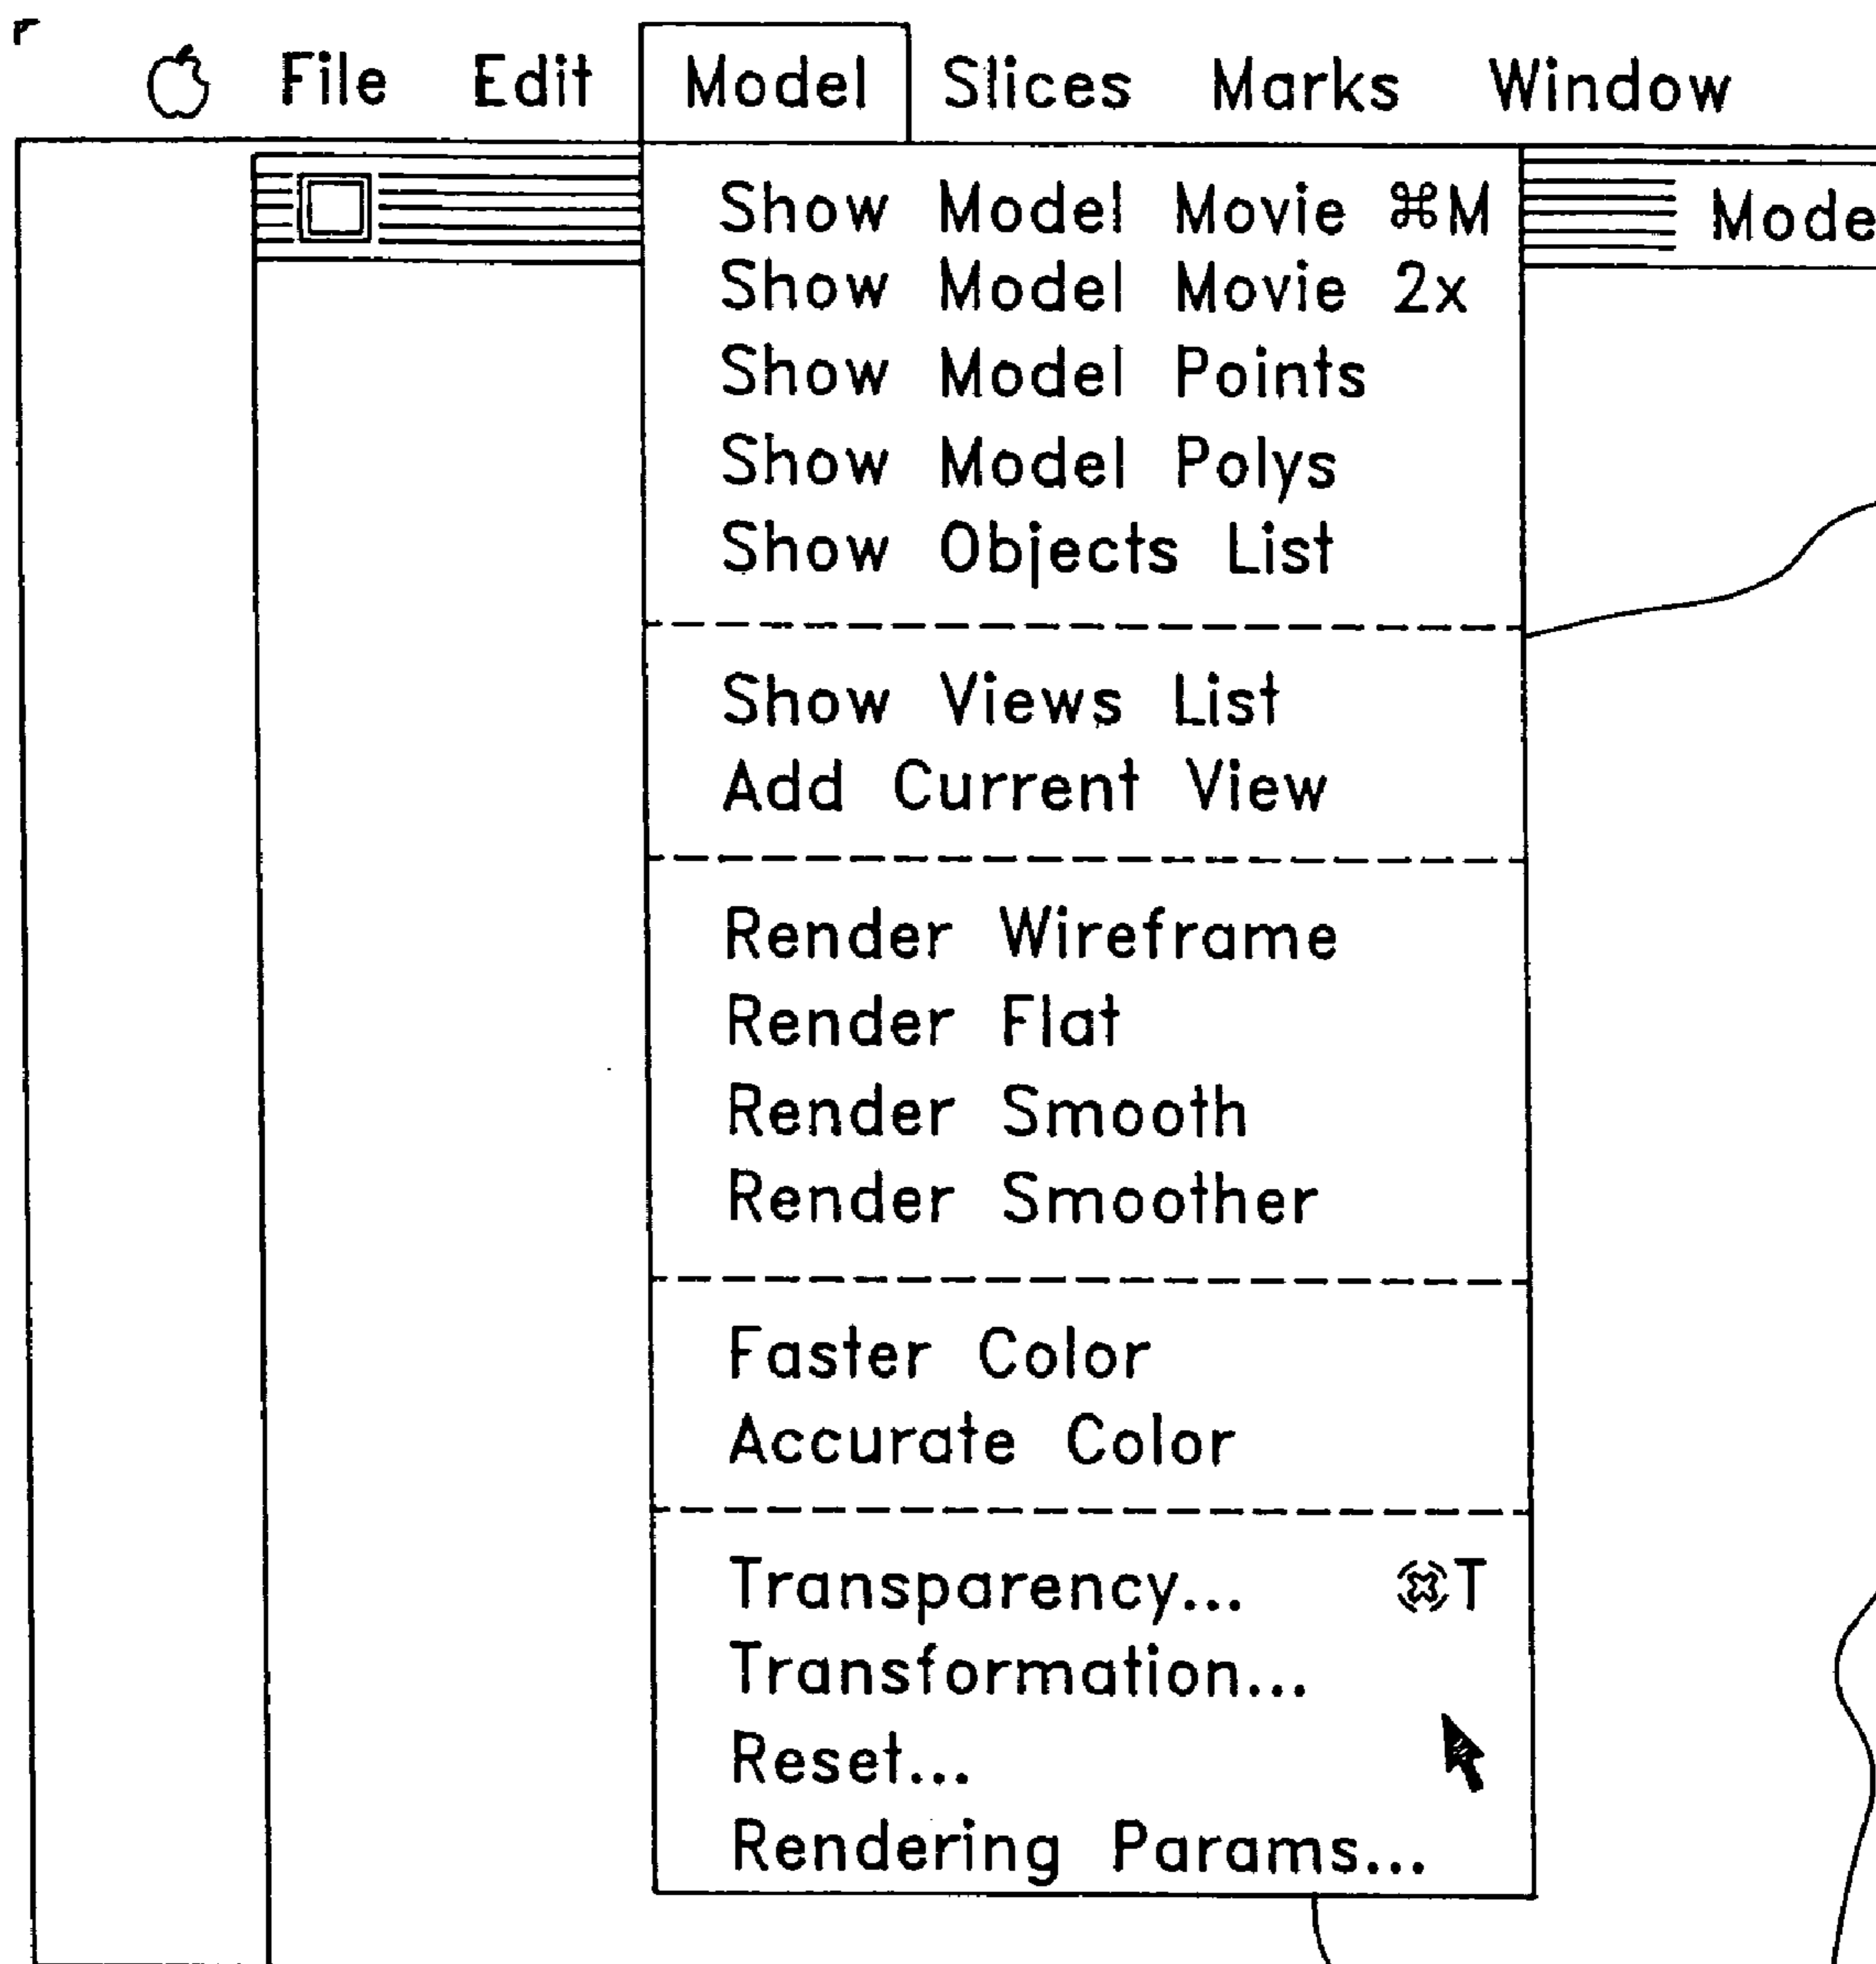 File Edit Model Slices Marks Window
Mode
Show Model Movie ⌘M
Show Model Movie 2x
Show Model Points
Show Model Polys
Show Objects List
Show Views List
Add Current View
Render Wireframe
Render Flat
Render Smooth
Render Smoother
Faster Color
Accurate Color
Transparency... ⌘T
Transformation...
Reset...
Rendering Params...